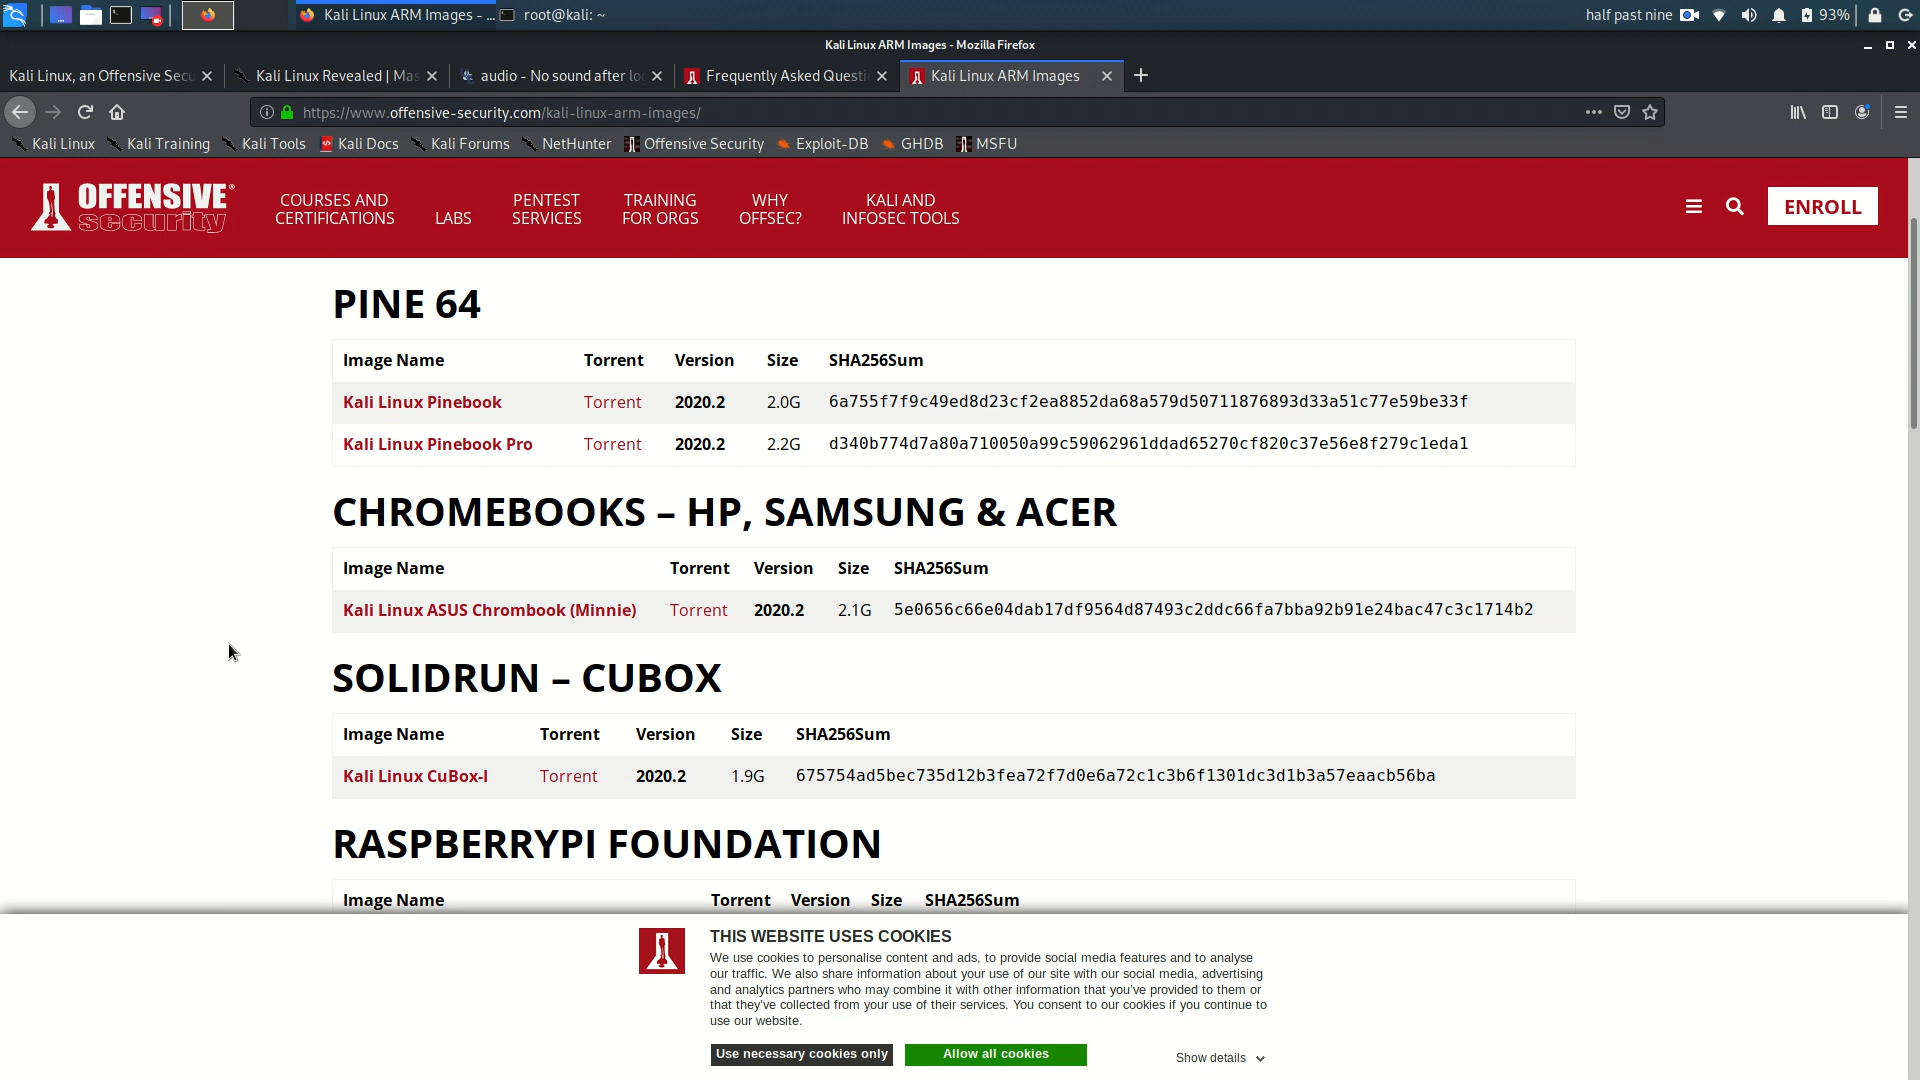 Kali Linux ARM Images - ...
root@kali: ~
half past nine
93%
Kali Linux ARM Images - Mozilla Firefox
Kali Linux, an Offensive Secu
Kali Linux Revealed | Mas
audio - No sound after lo
Frequently Asked Questi
Kali Linux ARM Images
https://www.offensive-security.com/kali-linux-arm-images/
Kali Linux
Kali Training
Kali Tools
Kali Docs
Kali Forums
NetHunter
Offensive Security
Exploit-DB
GHDB
MSFU
OFFENSIVE®
security
COURSES AND
CERTIFICATIONS
LABS
PENTEST
SERVICES
TRAINING
FOR ORGS
WHY
OFFSEC?
KALI AND
INFOSEC TOOLS
ENROLL
PINE 64
Image Name Torrent Version Size SHA256Sum
Kali Linux Pinebook Torrent 2020.2 2.0G 6a755f7f9c49ed8d23cf2ea8852da68a579d50711876893d33a51c77e59be33f
Kali Linux Pinebook Pro Torrent 2020.2 2.2G d340b774d7a80a710050a99c59062961ddad65270cf820c37e56e8f279c1eda1
CHROMEBOOKS – HP, SAMSUNG & ACER
Image Name Torrent Version Size SHA256Sum
Kali Linux ASUS Chrombook (Minnie) Torrent 2020.2 2.1G 5e0656c66e04dab17df9564d87493c2ddc66fa7bba92b91e24bac47c3c1714b2
SOLIDRUN – CUBOX
Image Name Torrent Version Size SHA256Sum
Kali Linux CuBox-I Torrent 2020.2 1.9G 675754ad5bec735d12b3fea72f7d0e6a72c1c3b6f1301dc3d1b3a57eaacb56ba
RASPBERRYPI FOUNDATION
Image Name Torrent Version Size SHA256Sum
THIS WEBSITE USES COOKIES
We use cookies to personalise content and ads, to provide social media features and to analyse
our traffic. We also share information about your use of our site with our social media, advertising
and analytics partners who may combine it with other information that you've provided to them or
that they've collected from your use of their services. You consent to our cookies if you continue to
use our website.
Use necessary cookies only
Allow all cookies
Show details